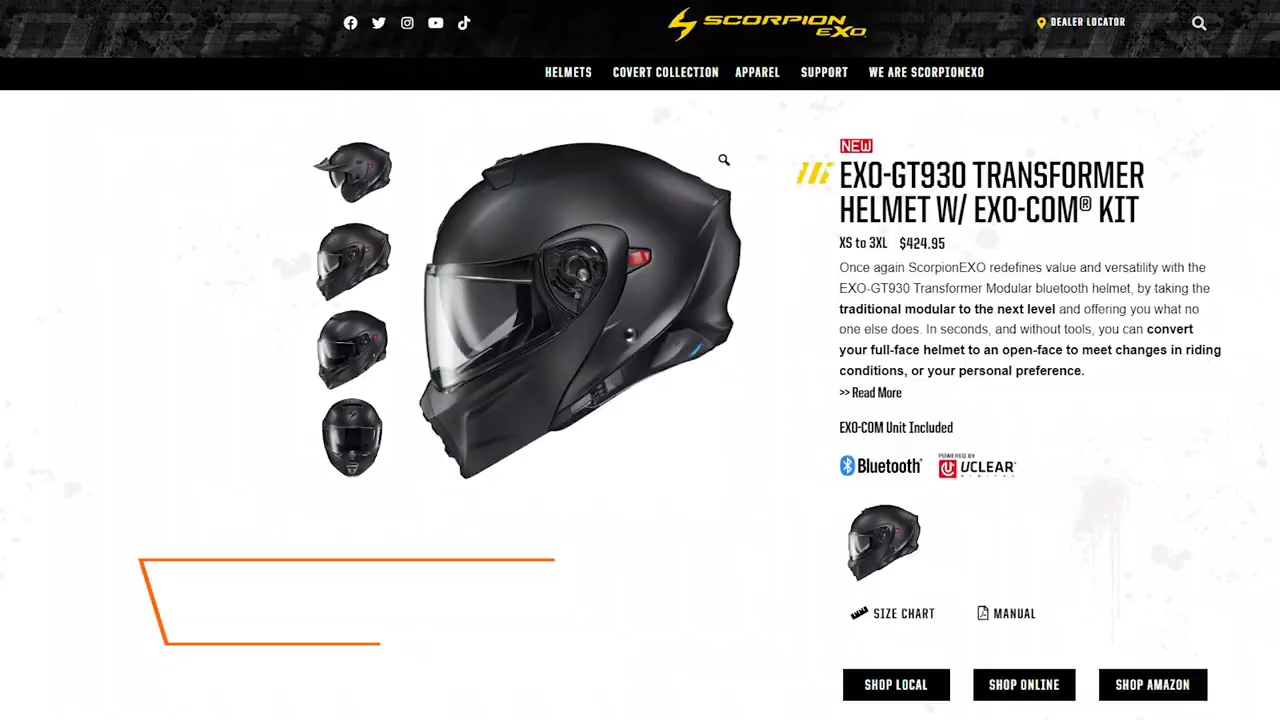 SCORPION
EXO
DEALER LOCATOR
HELMETS COVERT COLLECTION APPAREL SUPPORT WE ARE SCORPIONEXO
NEW
EXO-GT930 TRANSFORMER
HELMET W/ EXO-COM® KIT
XS to 3XL $424.95
Once again ScorpionEXO redefines value and versatility with the
EXO-GT930 Transformer Modular bluetooth helmet, by taking the
traditional modular to the next level and offering you what no
one else does. In seconds, and without tools, you can convert
your full-face helmet to an open-face to meet changes in riding
conditions, or your personal preference.
>> Read More
EXO-COM Unit Included
Bluetooth®
POWERED BY
UCLEAR
DIGITAL
SIZE CHART MANUAL
SHOP LOCAL SHOP ONLINE SHOP AMAZON